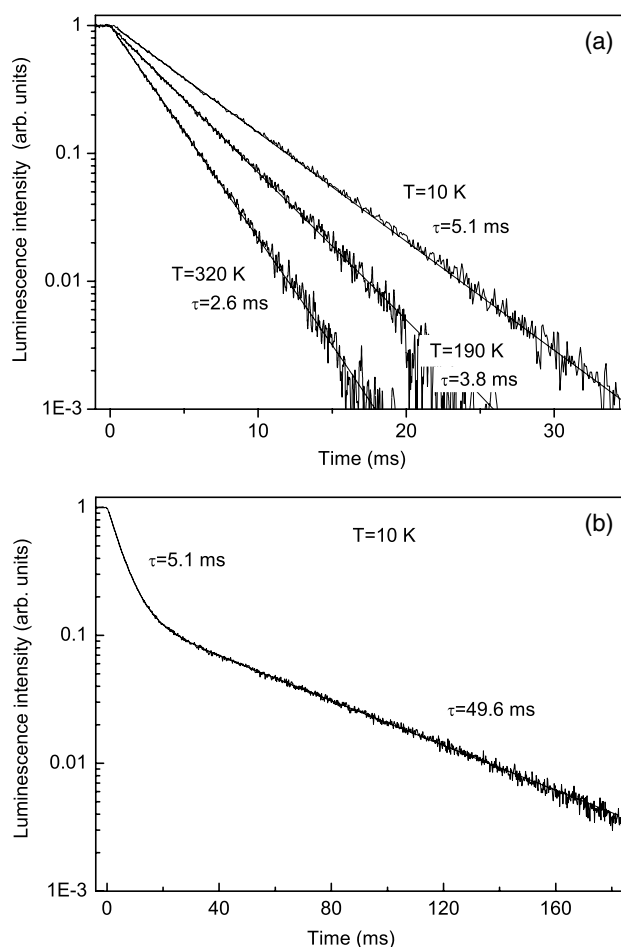 (a)
1
0.1
0.01
1E-3
Luminescence intensity (arb. units)
T=10 K
τ=5.1 ms
T=320 K
τ=2.6 ms
T=190 K
τ=3.8 ms
0 10 20 30
Time (ms)
(b)
1
0.1
0.01
1E-3
Luminescence intensity (arb. units)
T=10 K
τ=5.1 ms
τ=49.6 ms
0 40 80 120 160
Time (ms)